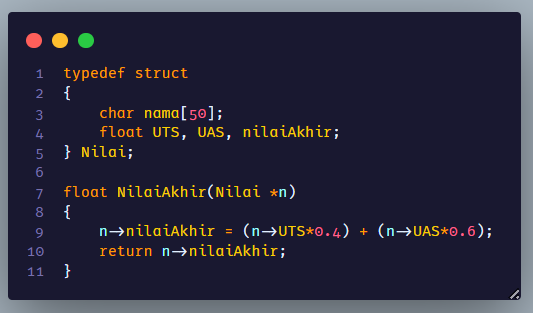 1 typedef struct
2 {
3     char nama[50];
4     float UTS, UAS, nilaiAkhir;
5 } Nilai;
6
7 float NilaiAkhir(Nilai *n)
8 {
9     n->nilaiAkhir = (n->UTS*0.4) + (n->UAS*0.6);
10     return n->nilaiAkhir;
11 }